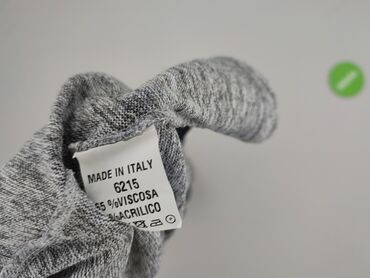 MADE IN ITALY
6215
55 %VISCOSA
%ACRILICO